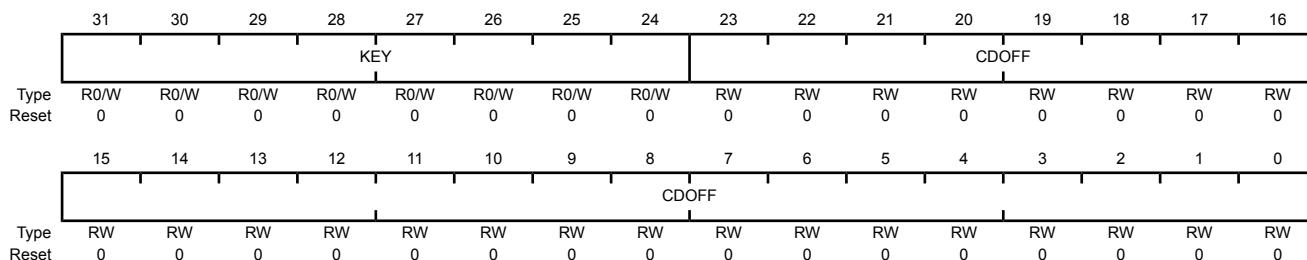 31 30 29 28 27 26 25 24 23 22 21 20 19 18 17 16
KEY CDOFF
Type R0/W R0/W R0/W R0/W R0/W R0/W R0/W R0/W RW RW RW RW RW RW RW RW
Reset 0 0 0 0 0 0 0 0 0 0 0 0 0 0 0 0
15 14 13 12 11 10 9 8 7 6 5 4 3 2 1 0
CDOFF
Type RW RW RW RW RW RW RW RW RW RW RW RW RW RW RW RW
Reset 0 0 0 0 0 0 0 0 0 0 0 0 0 0 0 0